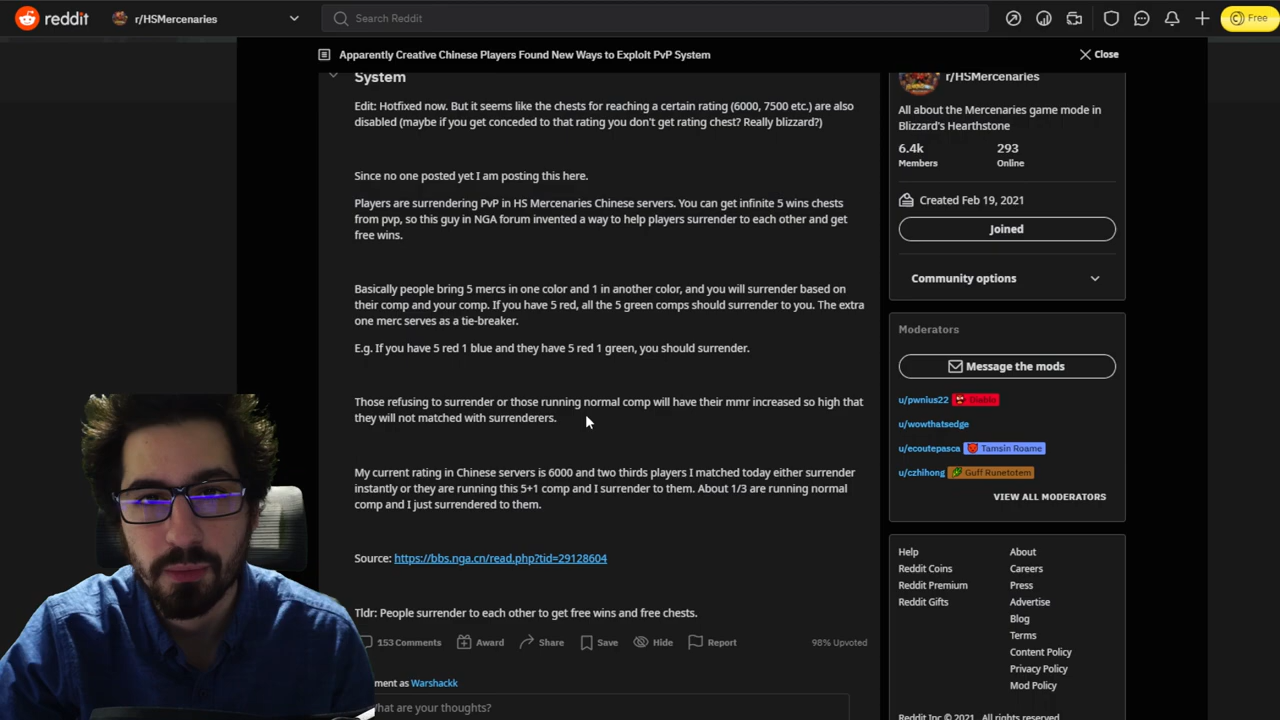 reddit
r/HSMercenaries
Search Reddit
Free
Apparently Creative Chinese Players Found New Ways to Exploit PvP System
Close
System
Edit: Hotfixed now. But it seems like the chests for reaching a certain rating (6000, 7500 etc.) are also
disabled (maybe if you get conceded to that rating you don't get rating chest? Really blizzard?)
Since no one posted yet I am posting this here.
Players are surrendering PvP in HS Mercenaries Chinese servers. You can get infinite 5 wins chests
from pvp, so this guy in NGA forum invented a way to help players surrender to each other and get
free wins.
Basically people bring 5 mercs in one color and 1 in another color, and you will surrender based on
their comp and your comp. If you have 5 red, all the 5 green comps should surrender to you. The extra
one merc serves as a tie-breaker.
E.g. If you have 5 red 1 blue and they have 5 red 1 green, you should surrender.
Those refusing to surrender or those running normal comp will have their mmr increased so high that
they will not matched with surrenderers.
My current rating in Chinese servers is 6000 and two thirds players I matched today either surrender
instantly or they are running this 5+1 comp and I surrender to them. About 1/3 are running normal
comp and I just surrendered to them.
Source: https://bbs.nga.cn/read.php?tid=29128604
Tldr: People surrender to each other to get free wins and free chests.
153 Comments
Award
Share
Save
Hide
Report
98% Upvoted
ment as Warshackk
hat are your thoughts?
r/HSMercenaries
All about the Mercenaries game mode in
Blizzard's Hearthstone
6.4k
293
Members
Online
Created Feb 19, 2021
Joined
Community options
Moderators
Message the mods
u/pwnius22 Diablo
u/wowthatsedge
u/ecoutepasca Tamsin Roame
u/czhihong Guff Runetotem
VIEW ALL MODERATORS
Help
About
Reddit Coins
Careers
Reddit Premium
Press
Reddit Gifts
Advertise
Blog
Terms
Content Policy
Privacy Policy
Mod Policy
Reddit Inc © 2021 . All rights reserved